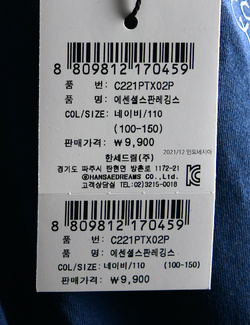 8 809812 170459
품 번: C221PTX02P
품 명: 에센셜스판레깅스
COL/SIZE: 네이비/110
(100-150)
2021/12 인도네시아
판매가격: ₩9,900
한세드림(주)
경기도 파주시 탄현면 방촌로 1172-21
ⓒHANSAEDREAMS CO.,Ltd.
고객상담실 TEL:02)3215-0018
8 809812 170459
품 번: C221PTX02P
품 명: 에센셜스판레깅스
COL/SIZE: 네이비/110 (100-150)
판매가격: ₩9,900